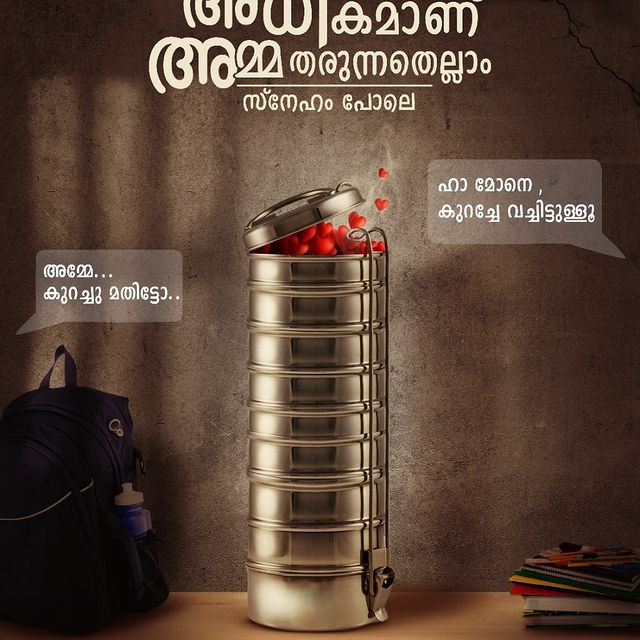 അധികമാണ്
അമ്മ തരുന്നതെല്ലാം
സ്നേഹം പോലെ
ഹാ മോനെ ,
കുറച്ചേ വച്ചിട്ടുള്ളൂ
അമ്മേ...
കുറച്ചു മതിട്ടോ..